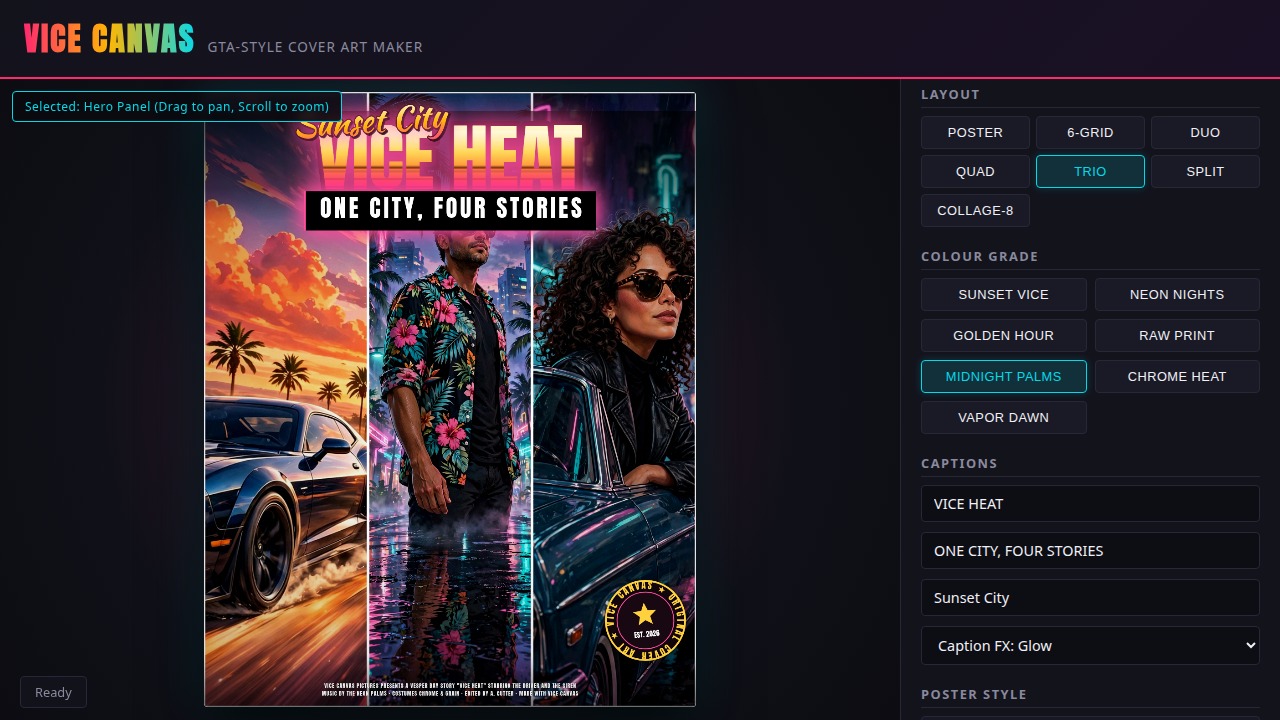 VICE CANVAS
GTA-STYLE COVER ART MAKER
Selected: Hero Panel (Drag to pan, Scroll to zoom)
Sunset City
VICE HEAT
ONE CITY, FOUR STORIES
VICE CANVAS ★ ORIGINAL COVER ART ★
EST. 2026
VICE CANVAS PICTURES PRESENTS A VESPER BAY STORY "VICE HEAT" STARRING THE DRIVER AND THE SIREN
MUSIC BY THE NEON PALMS · COSTUMES CHROME & GRAIN · EDITED BY A. CUTTER · MADE WITH VICE CANVAS
Ready
LAYOUT
POSTER
6-GRID
DUO
QUAD
TRIO
SPLIT
COLLAGE-8
COLOUR GRADE
SUNSET VICE
NEON NIGHTS
GOLDEN HOUR
RAW PRINT
MIDNIGHT PALMS
CHROME HEAT
VAPOR DAWN
CAPTIONS
VICE HEAT
ONE CITY, FOUR STORIES
Sunset City
Caption FX: Glow
POSTER STYLE